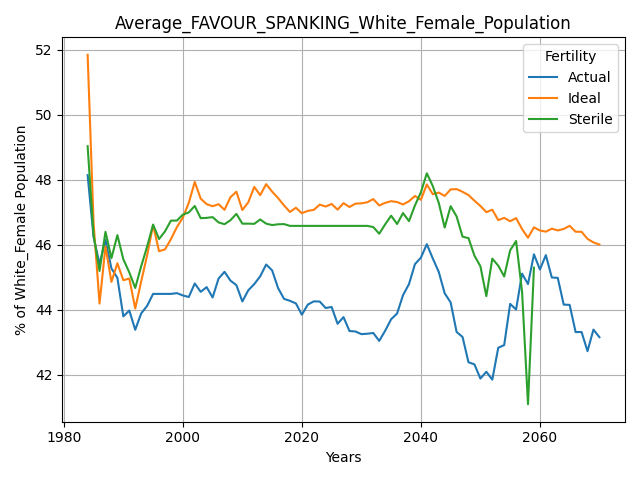 Average_FAVOUR_SPANKING_White_Female_Population
% of White_Female Population
52
50
48
46
44
42
Fertility
Actual
Ideal
Sterile
1980
2000
2020
2040
2060
Years